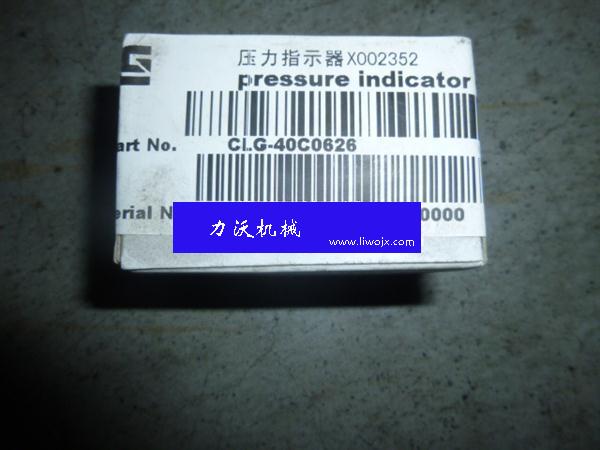 压力指示器X002352
pressure indicator
art No. CLG-40C0626
erial N 0000
力沃机械
www.liwojx.com